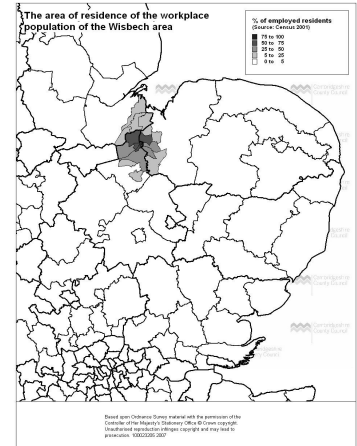 The area of residence of the workplace
population of the Wisbech area
% of employed residents
(Source: Census 2001)
75 to 100
50 to 75
25 to 50
5 to 25
0 to 5
Cambridgeshire
County Council
Based upon Ordnance Survey material with the permission of the
Controller of Her Majesty's Stationery Office © Crown copyright.
Unauthorised reproduction infringes copyright and may lead to
prosecution. 100023205 2007